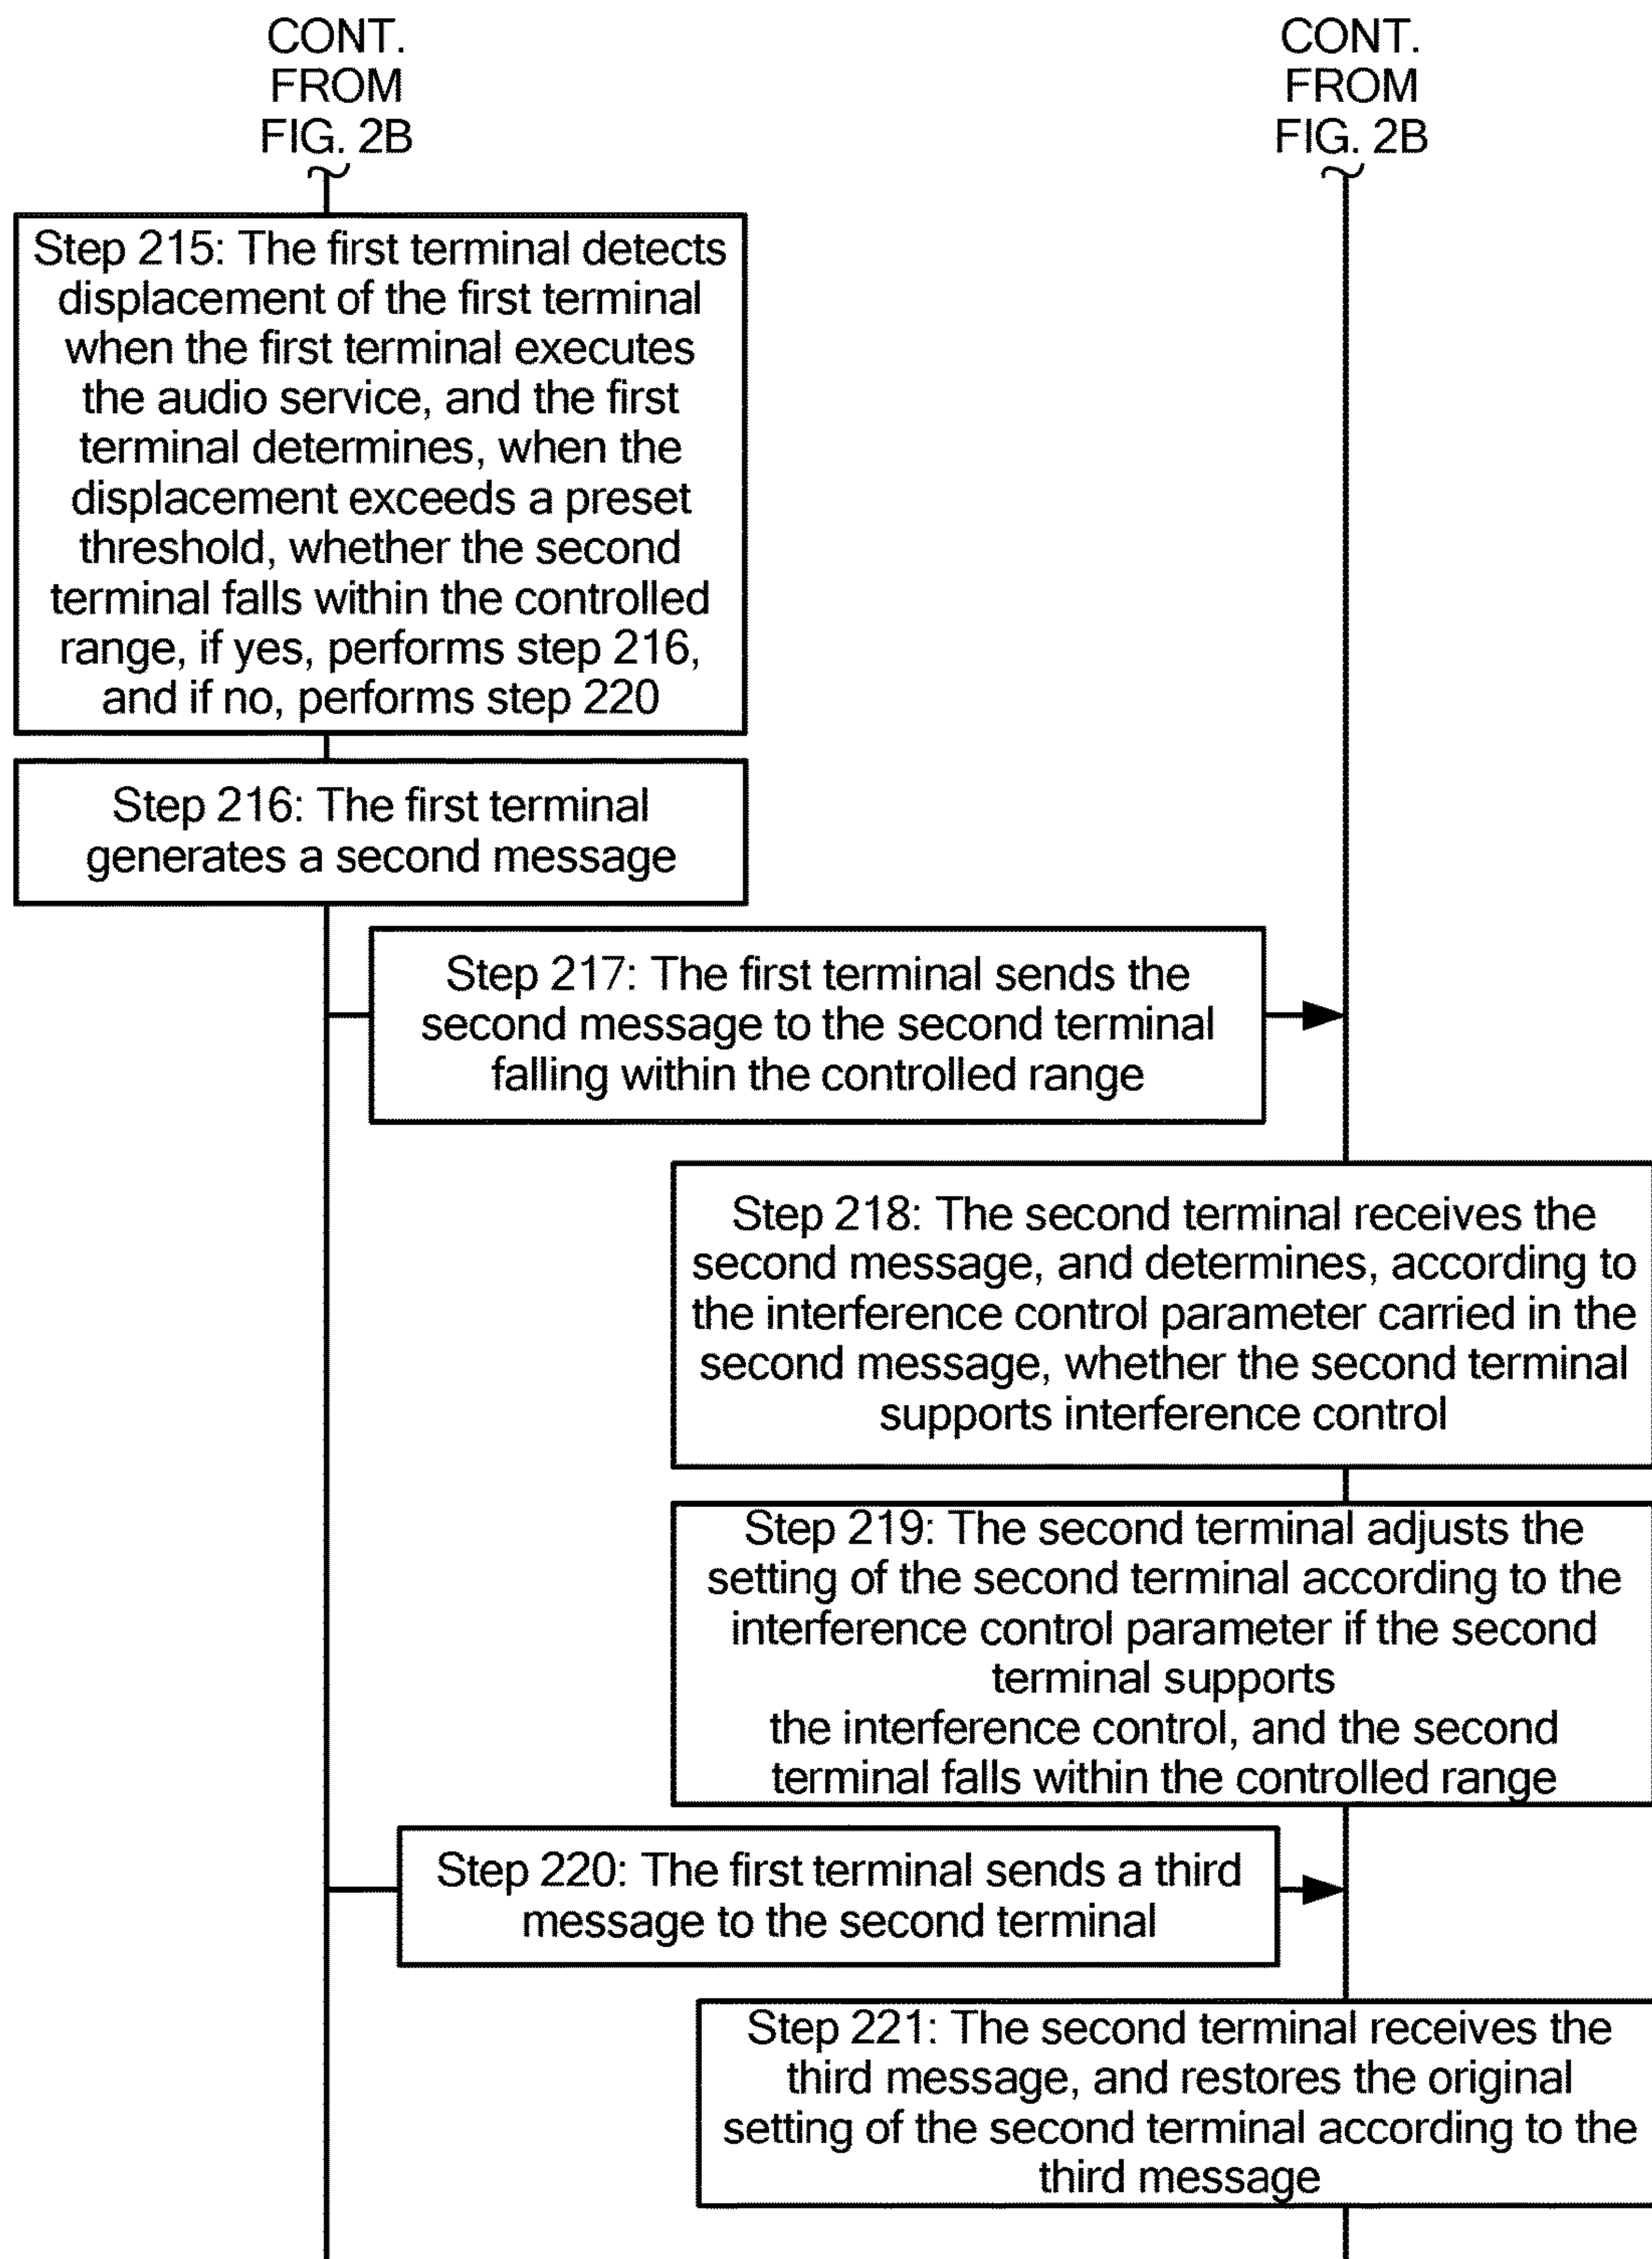 CONT.
FROM
FIG. 2B
CONT.
FROM
FIG. 2B
Step 215: The first terminal detects
displacement of the first terminal
when the first terminal executes
the audio service, and the first
terminal determines, when the
displacement exceeds a preset
threshold, whether the second
terminal falls within the controlled
range, if yes, performs step 216,
and if no, performs step 220
Step 216: The first terminal
generates a second message
Step 217: The first terminal sends the
second message to the second terminal
falling within the controlled range
Step 218: The second terminal receives the
second message, and determines, according to
the interference control parameter carried in the
second message, whether the second terminal
supports interference control
Step 219: The second terminal adjusts the
setting of the second terminal according to the
interference control parameter if the second
terminal supports
the interference control, and the second
terminal falls within the controlled range
Step 220: The first terminal sends a third
message to the second terminal
Step 221: The second terminal receives the
third message, and restores the original
setting of the second terminal according to the
third message